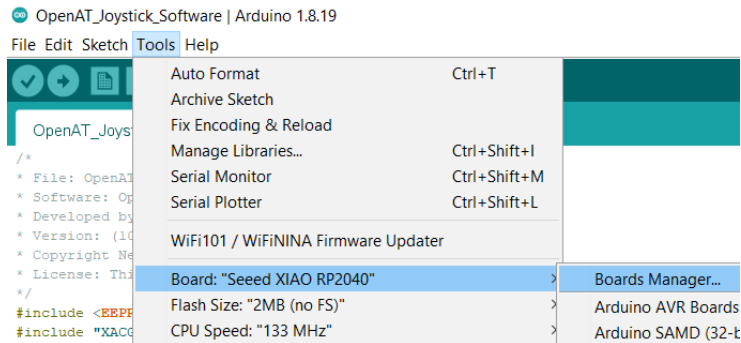 OpenAT_Joystick_Software | Arduino 1.8.19
File Edit Sketch Tools Help
Auto Format Ctrl+T
Archive Sketch
Fix Encoding & Reload
Manage Libraries... Ctrl+Shift+I
Serial Monitor Ctrl+Shift+M
Serial Plotter Ctrl+Shift+L
WiFi101 / WiFiNINA Firmware Updater
Board: "Seeed XIAO RP2040"
Flash Size: "2MB (no FS)"
CPU Speed: "133 MHz"
Boards Manager...
Arduino AVR Boards
Arduino SAMD (32-b
OpenAT_Joys
/*
* File: OpenAT
* Software: Op
* Developed by
* Version: (10
* Copyright Ne
* License: Thi
*/
#include <EEPR
#include "XACG